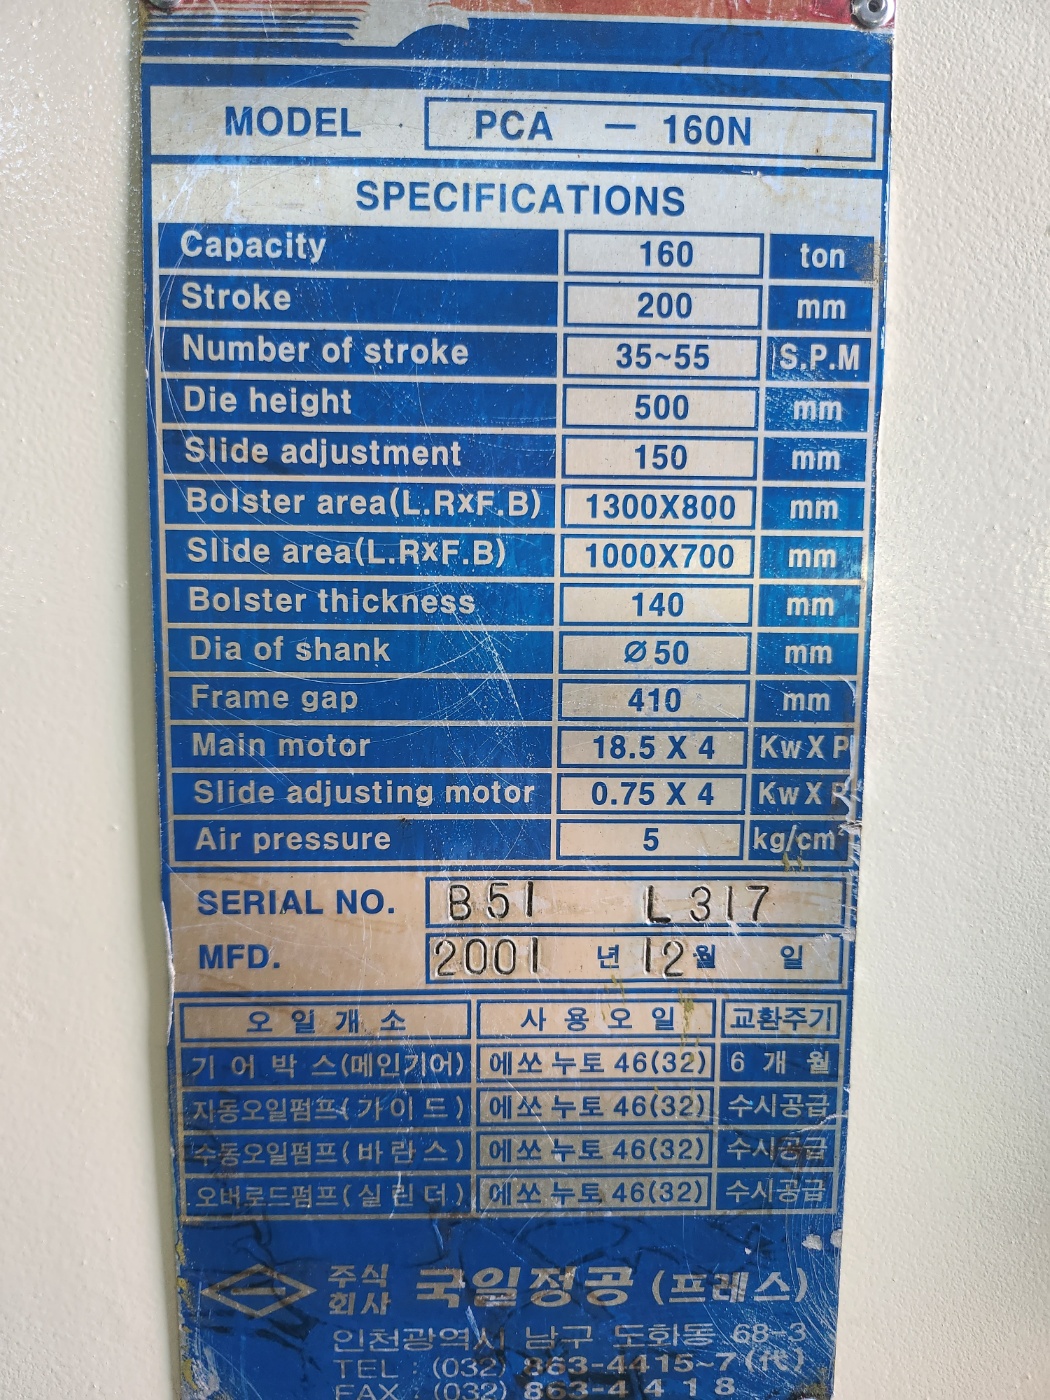 MODEL PCA - 160N
SPECIFICATIONS
Capacity 160 ton
Stroke 200 mm
Number of stroke 35~55 S.P.M
Die height 500 mm
Slide adjustment 150 mm
Bolster area(L.RxF.B) 1300X800 mm
Slide area(L.RxF.B) 1000X700 mm
Bolster thickness 140 mm
Dia of shank Ø50 mm
Frame gap 410 mm
Main motor 18.5 X 4 Kw X P
Slide adjusting motor 0.75 X 4 Kw X P
Air pressure 5 kg/cm²
SERIAL NO. B51 L317
MFD. 2001 년 12 월 일
오일개소 사용오일 교환주기
기어박스(메인기어) 에쏘 누토 46(32) 6개월
자동오일펌프(가이드) 에쏘 누토 46(32) 수시공급
수동오일펌프(바란스) 에쏘 누토 46(32) 수시공급
오버로드펌프(실린더) 에쏘 누토 46(32) 수시공급
주식회사 국일정공 (프레스)
인천광역시 남구 도화동 68-3
TEL : (032) 863-4415~7 (代)
FAX : (032) 863-4418